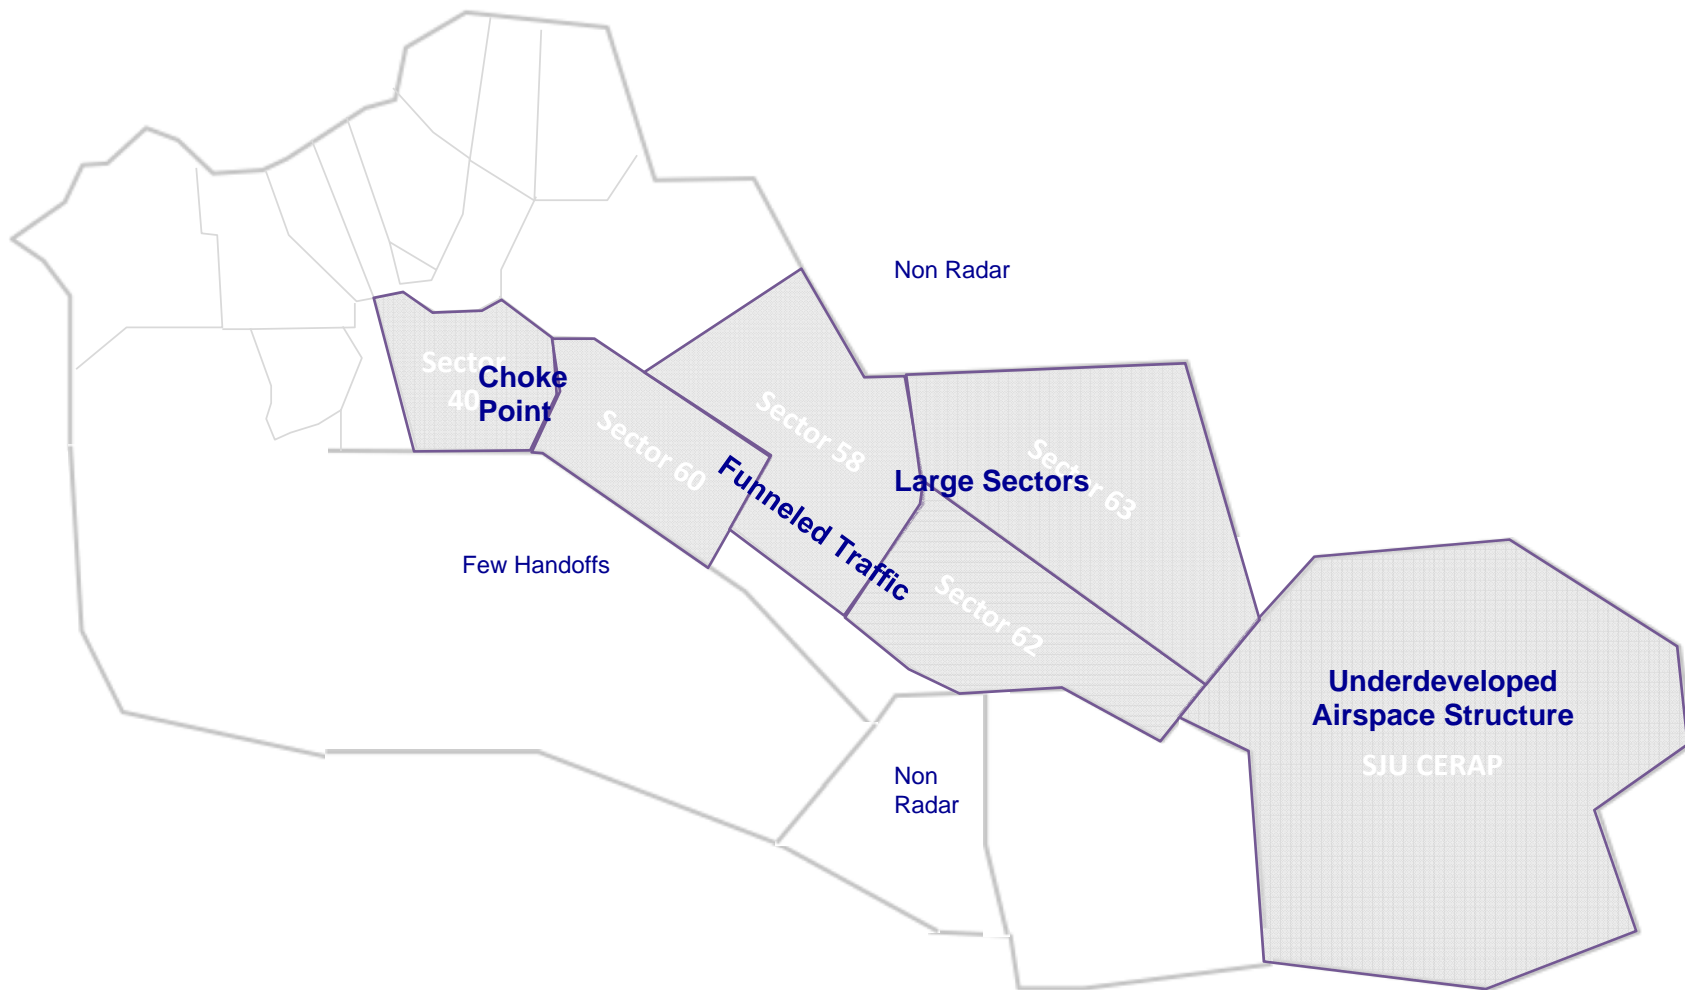 Non Radar
Sector
40
Choke
Point
Sector 60
Sector 58
Funneled Traffic
Large Sectors
Sector 63
Few Handoffs
Sector 62
Underdeveloped
Airspace Structure
SJU CERAP
Non
Radar